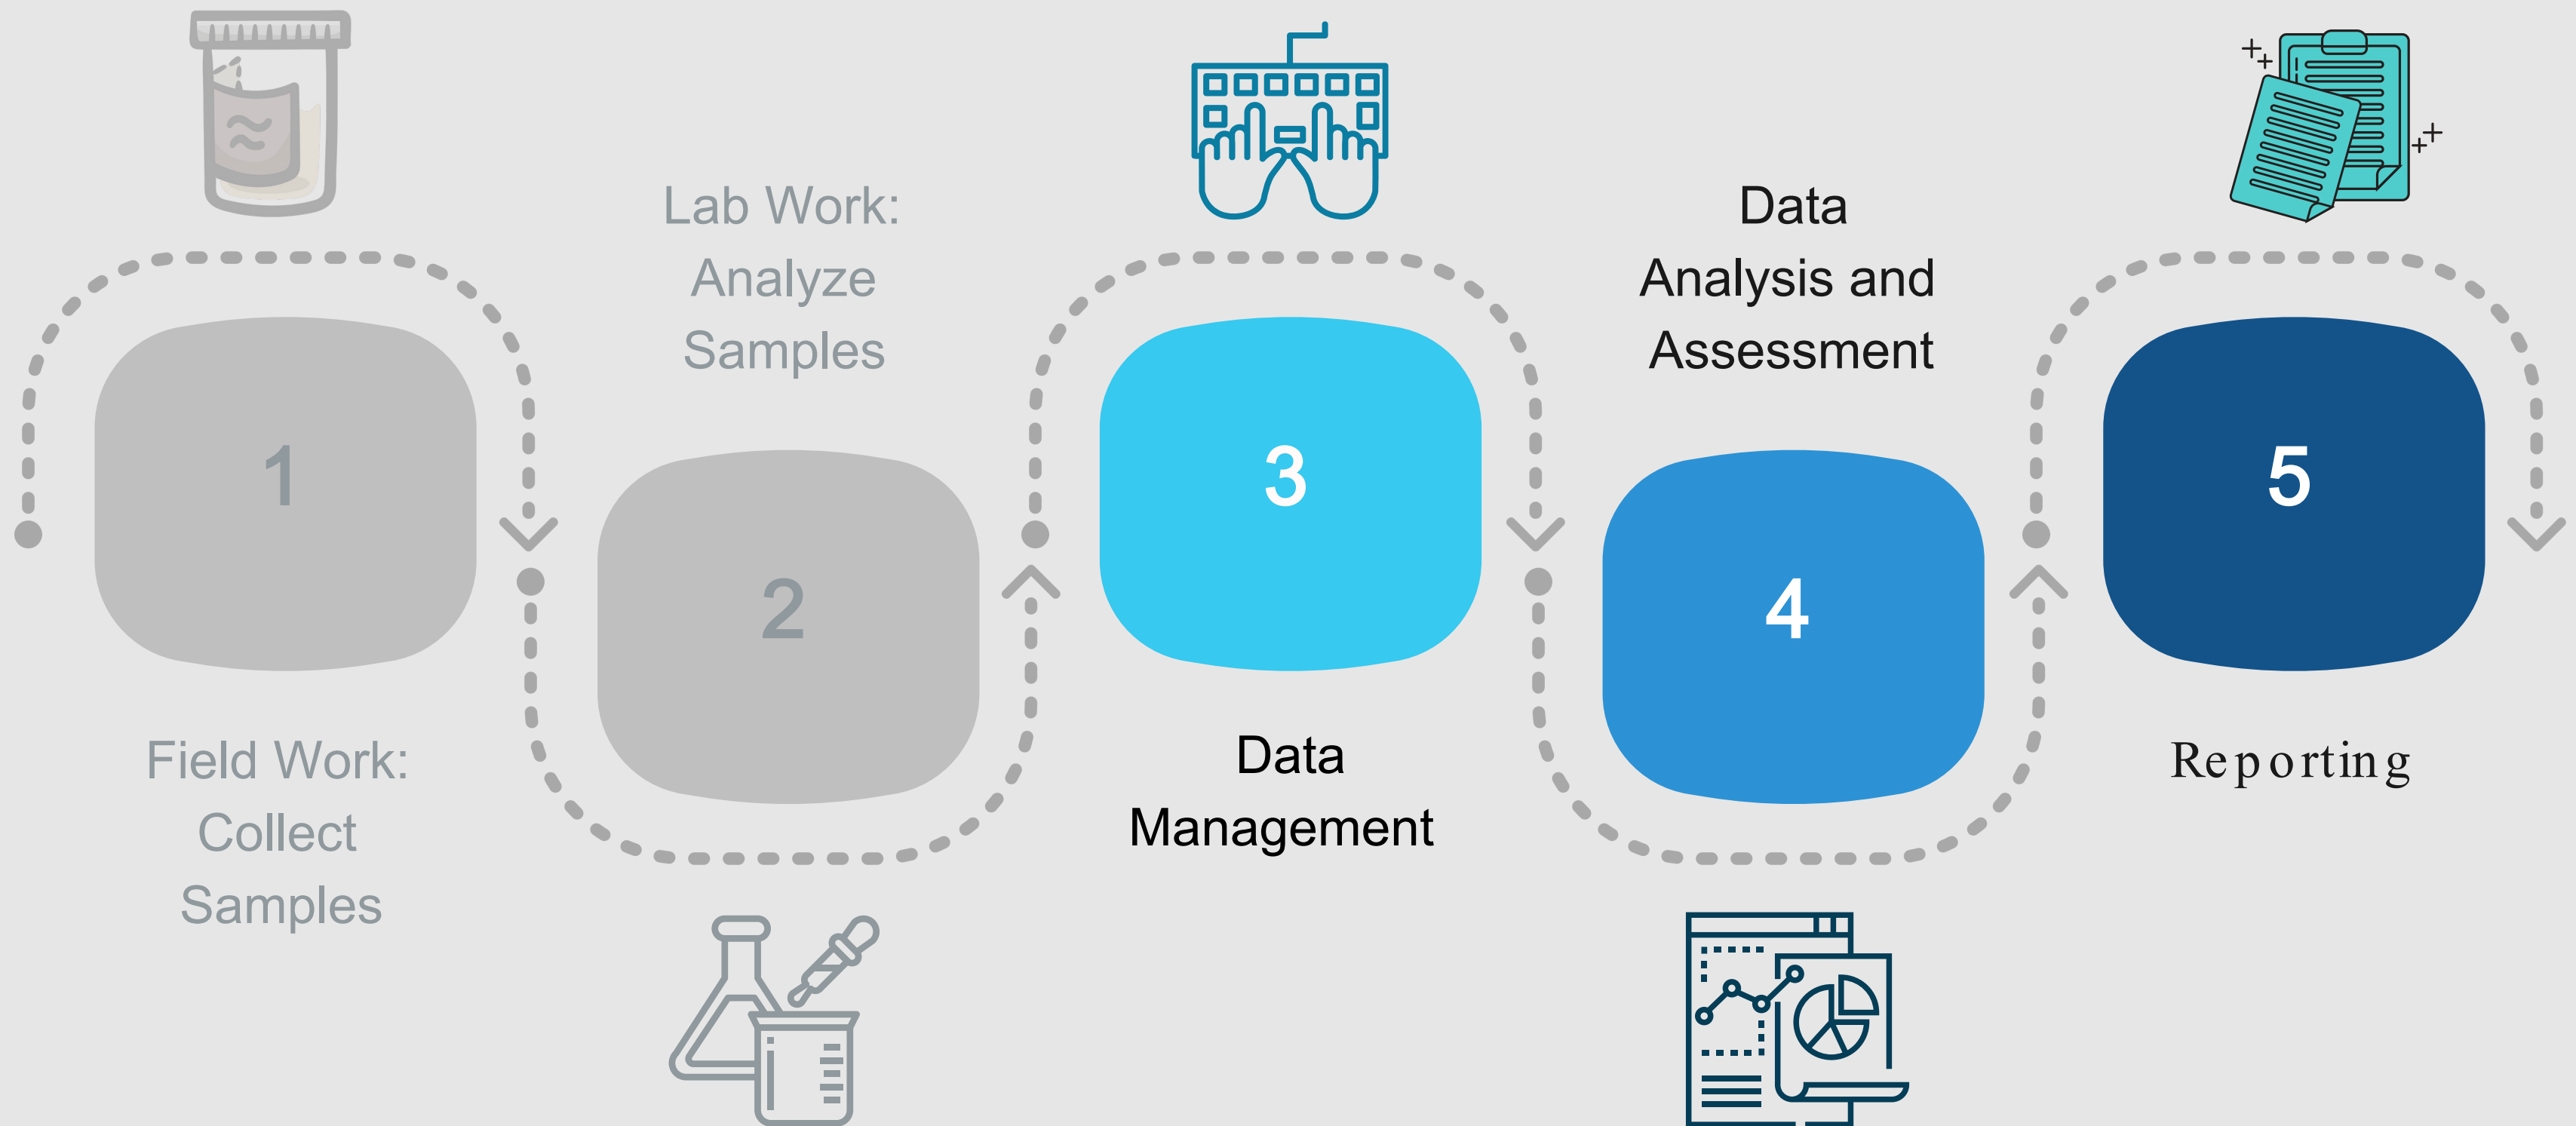 1
Field Work:
Collect
Samples
Lab Work:
Analyze
Samples
2
3
Data
Management
Data
Analysis and
Assessment
4
5
Reporting